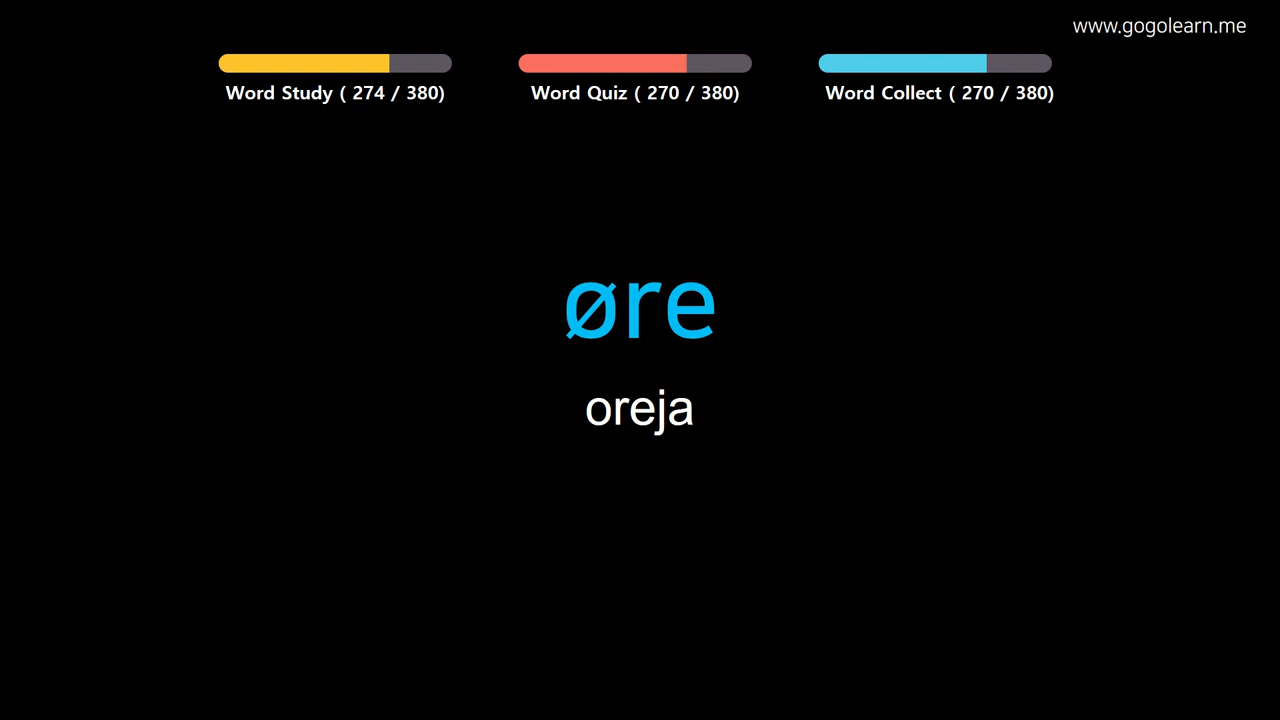 www.gogolearn.me
Word Study ( 274 / 380)
Word Quiz ( 270 / 380)
Word Collect ( 270 / 380)
øre
oreja